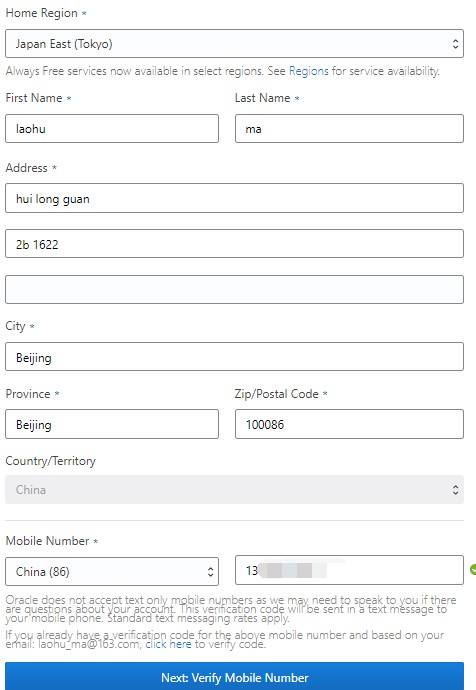 Home Region *
Japan East (Tokyo)
Always Free services now available in select regions. See Regions for service availability.
First Name * Last Name *
laohu ma
Address *
hui long guan
2b 1622
City *
Beijing
Province * Zip/Postal Code *
Beijing 100086
Country/Territory
China
Mobile Number *
China (86) 13
Oracle does not accept text only mobile numbers as we may need to speak to you if there
are questions about your account. This verification code will be sent in a text message to
your mobile phone. Standard text messaging rates apply.
If you already have a verification code for the above mobile number and based on your
email: laohu_ma@163.com, click here to verify code.
Next: Verify Mobile Number